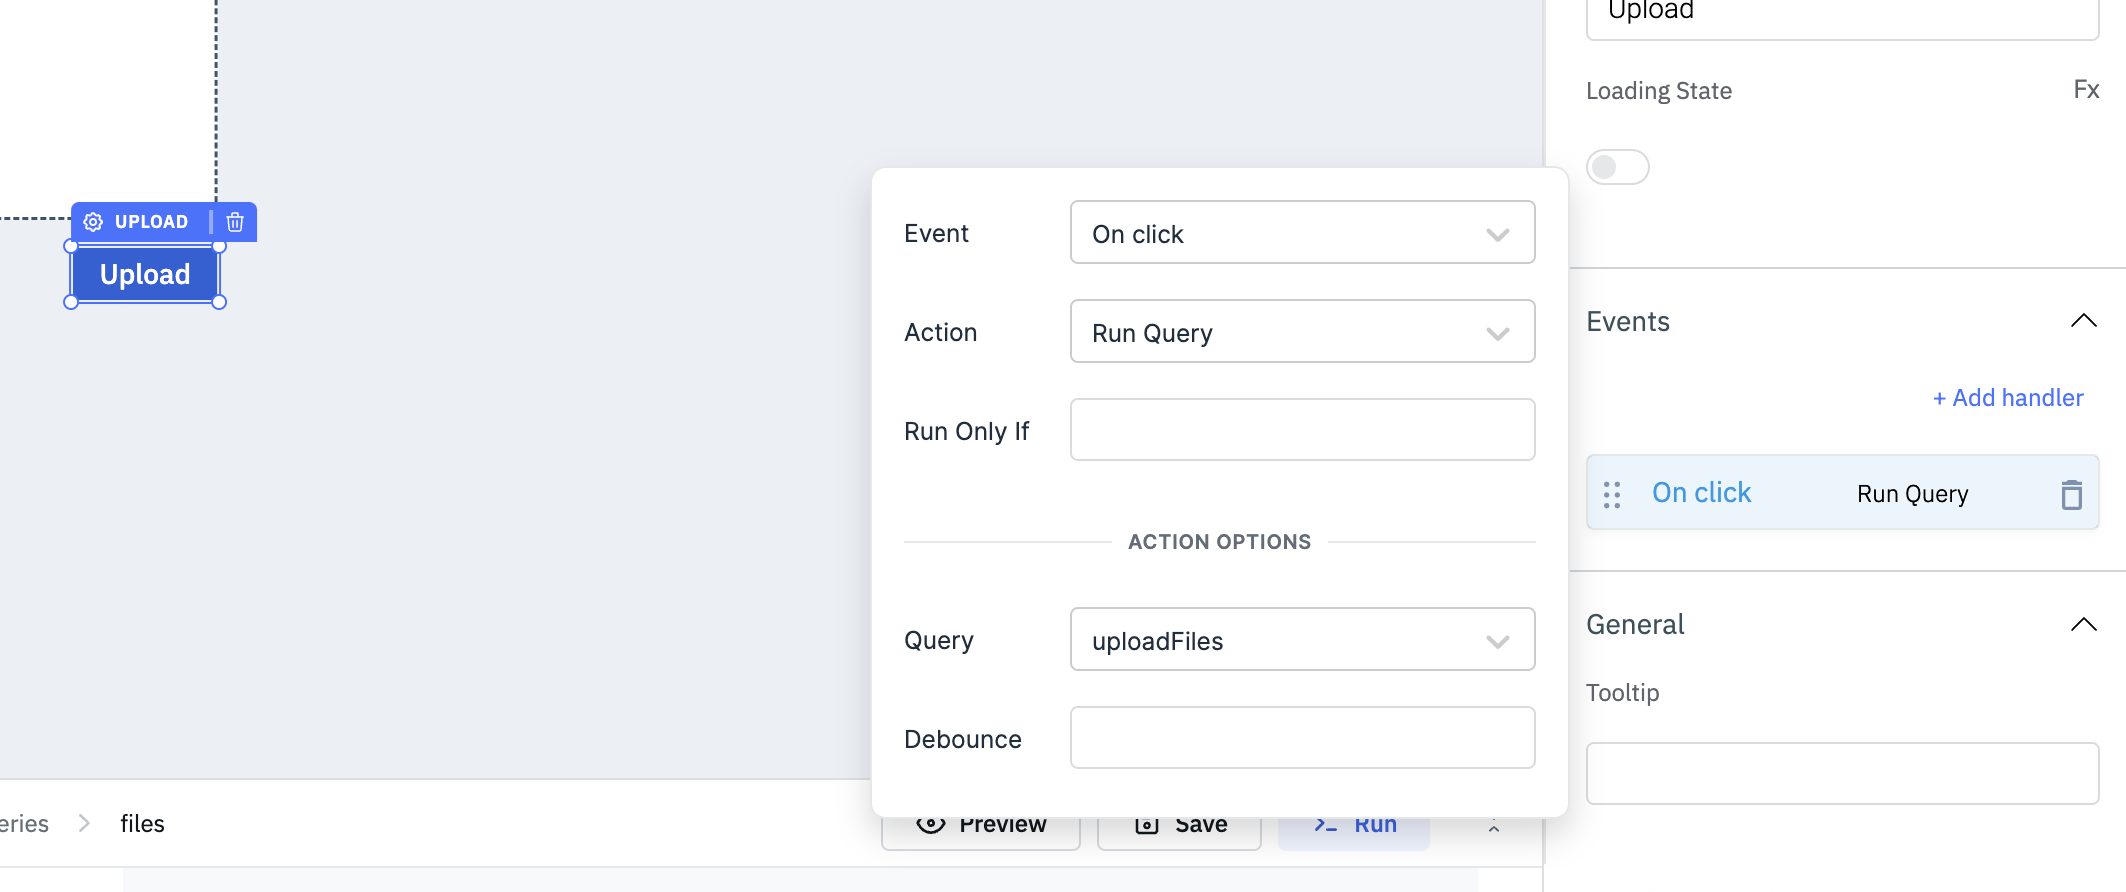 UPLOAD
Upload
Event
On click
Action
Run Query
Run Only If
ACTION OPTIONS
Query
uploadFiles
Debounce
eries > files
Preview
Save
>_ Run
Upload
Loading State
Fx
Events
+ Add handler
On click
Run Query
General
Tooltip